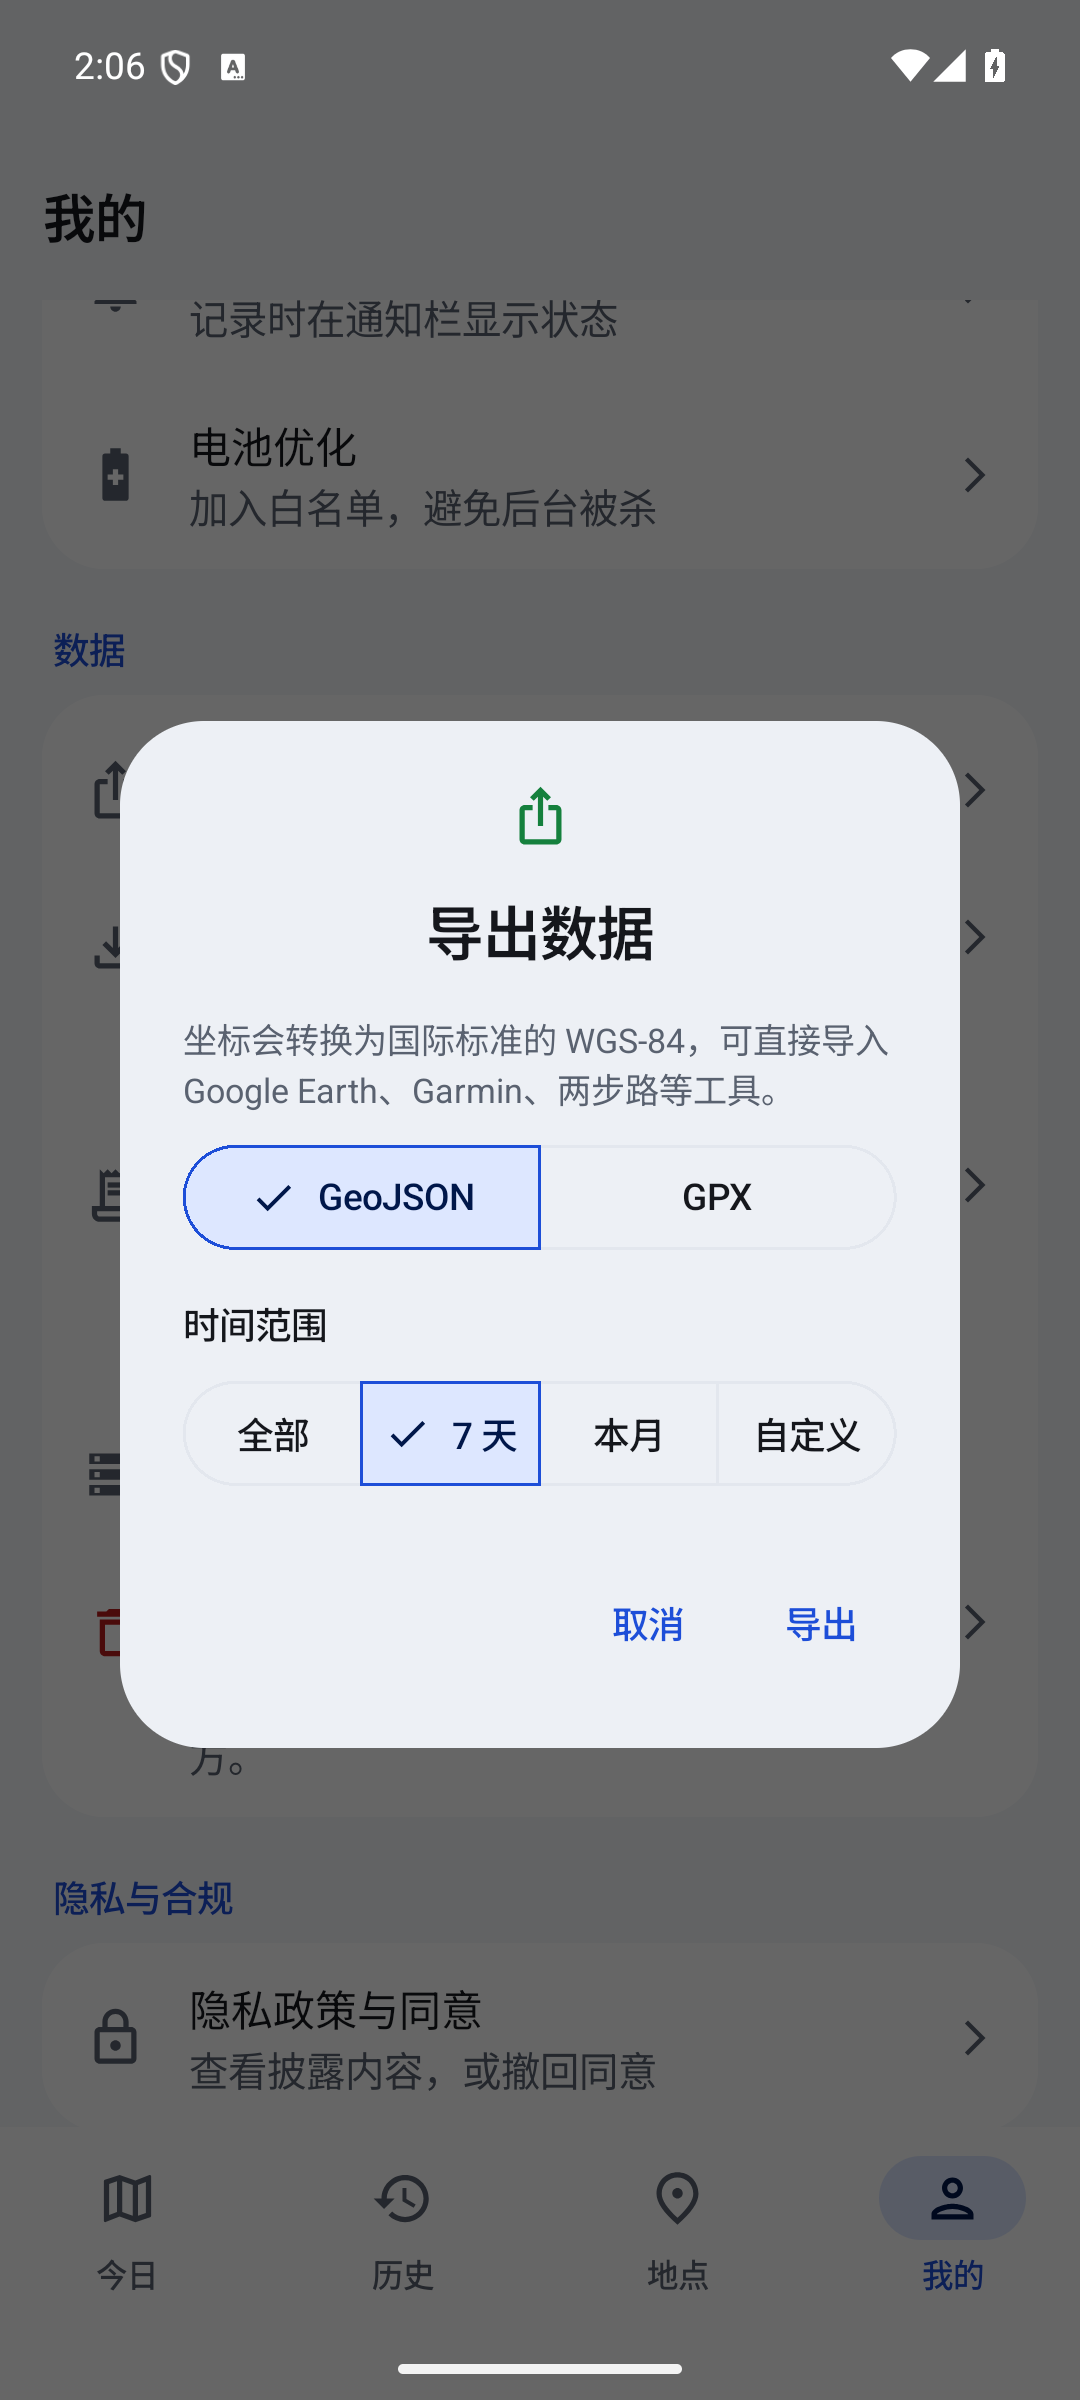 2:06
我的
记录时在通知栏显示状态
电池优化
加入白名单，避免后台被杀
数据
导出数据
坐标会转换为国际标准的 WGS-84，可直接导入
Google Earth、Garmin、两步路等工具。
GeoJSON
GPX
时间范围
全部
7 天
本月
自定义
取消
导出
方。
隐私与合规
隐私政策与同意
查看披露内容，或撤回同意
今日
历史
地点
我的